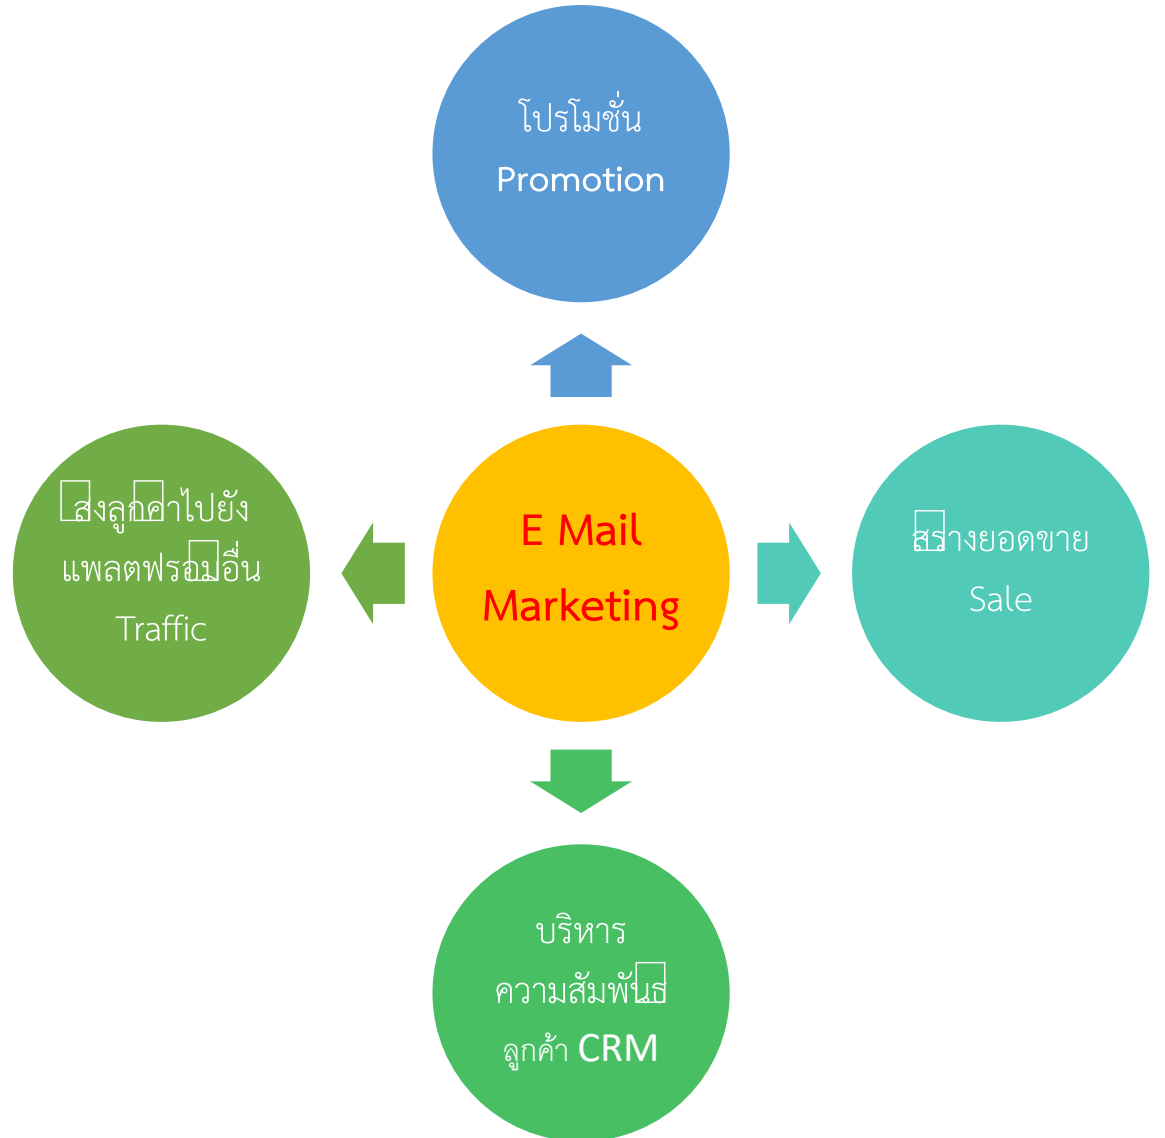 โปรโมชั่น
Promotion
สงลูกคาไปยัง
แพลตฟรอมอื่น
Traffic
E Mail
Marketing
สรางยอดขาย
Sale
บริหาร
ความสัมพันธ
ลูกค้า CRM